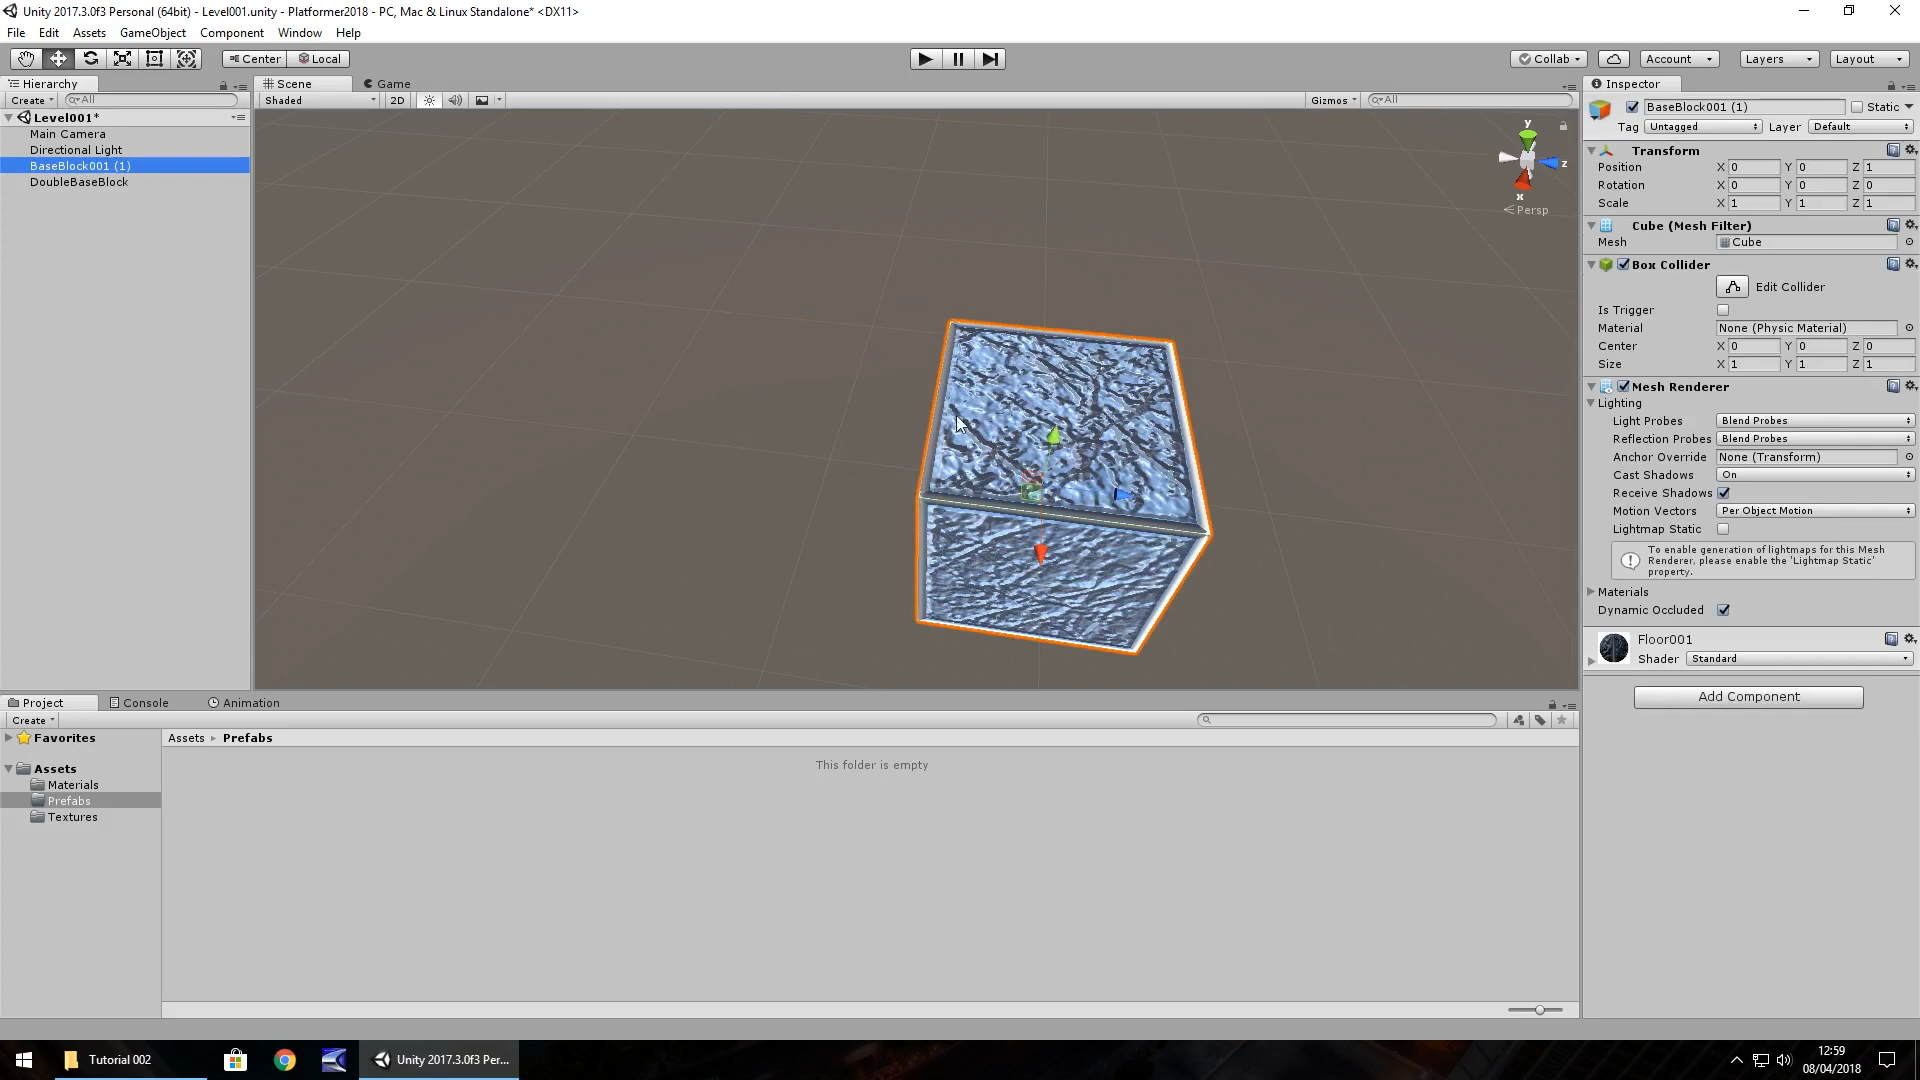 Unity 2017.3.0f3 Personal (64bit) - Level001.unity - Platformer2018 - PC, Mac & Linux Standalone* <DX11>
File Edit Assets GameObject Component Window Help
Center Local Collab Account Layers Layout
Hierarchy Scene Game Inspector
Create All Shaded 2D Gizmos All
BaseBlock001 (1) Static
Tag Untagged Layer Default
Level001*
Main Camera
Directional Light
BaseBlock001 (1)
DoubleBaseBlock
y
z
x
Persp
Transform
Position X 0 Y 0 Z 1
Rotation X 0 Y 0 Z 0
Scale X 1 Y 1 Z 1
Cube (Mesh Filter)
Mesh Cube
Box Collider
Edit Collider
Is Trigger
Material None (Physic Material)
Center X 0 Y 0 Z 0
Size X 1 Y 1 Z 1
Mesh Renderer
Lighting
Light Probes Blend Probes
Reflection Probes Blend Probes
Anchor Override None (Transform)
Cast Shadows On
Receive Shadows
Motion Vectors Per Object Motion
Lightmap Static
To enable generation of lightmaps for this Mesh
Renderer, please enable the 'Lightmap Static'
property.
Materials
Dynamic Occluded
Floor001
Shader Standard
Add Component
Project Console Animation
Create
Favorites
Assets
Materials
Prefabs
Textures
Assets Prefabs
This folder is empty
Tutorial 002
Unity 2017.3.0f3 Per...
12:59
08/04/2018